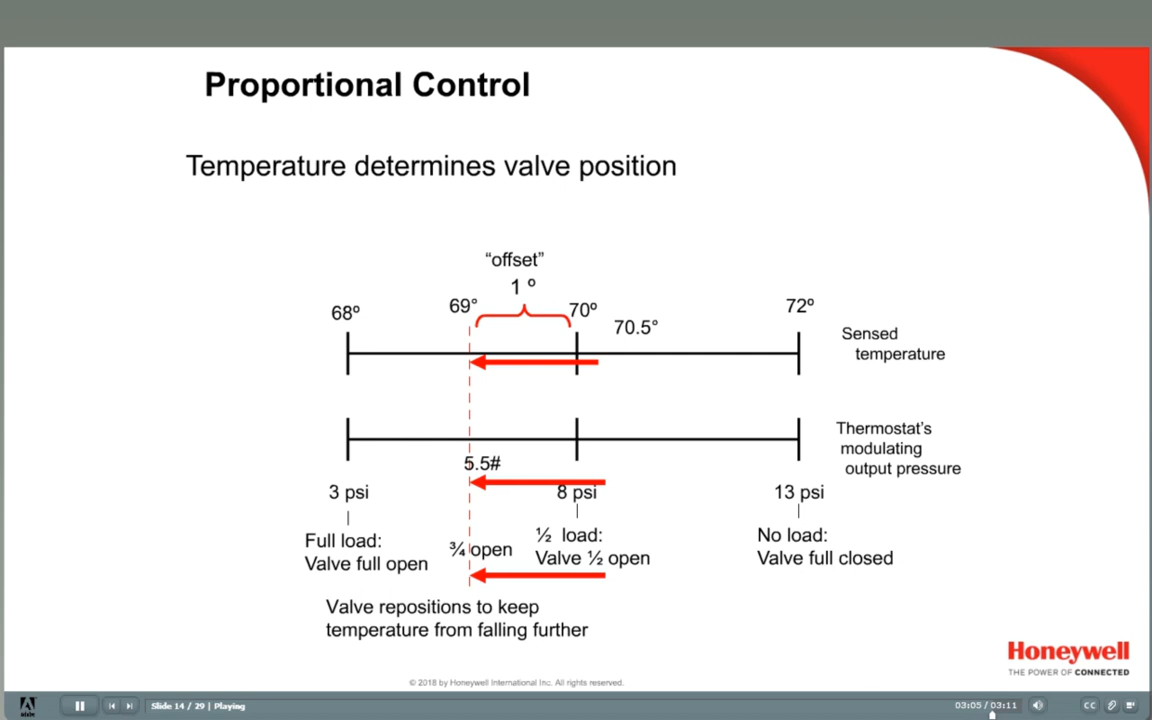 Proportional Control
Temperature determines valve position
“offset”
1 º
68º
69°
70º
70.5°
72º
Sensed
temperature
Thermostat’s
modulating
output pressure
5.5#
3 psi
8 psi
13 psi
Full load:
Valve full open
¾ open
½ load:
Valve ½ open
No load:
Valve full closed
Valve repositions to keep
temperature from falling further
Honeywell
THE POWER OF CONNECTED
© 2018 by Honeywell International Inc. All rights reserved.
Adobe
Slide 14 / 29 | Playing
03:05 / 03:11
CC